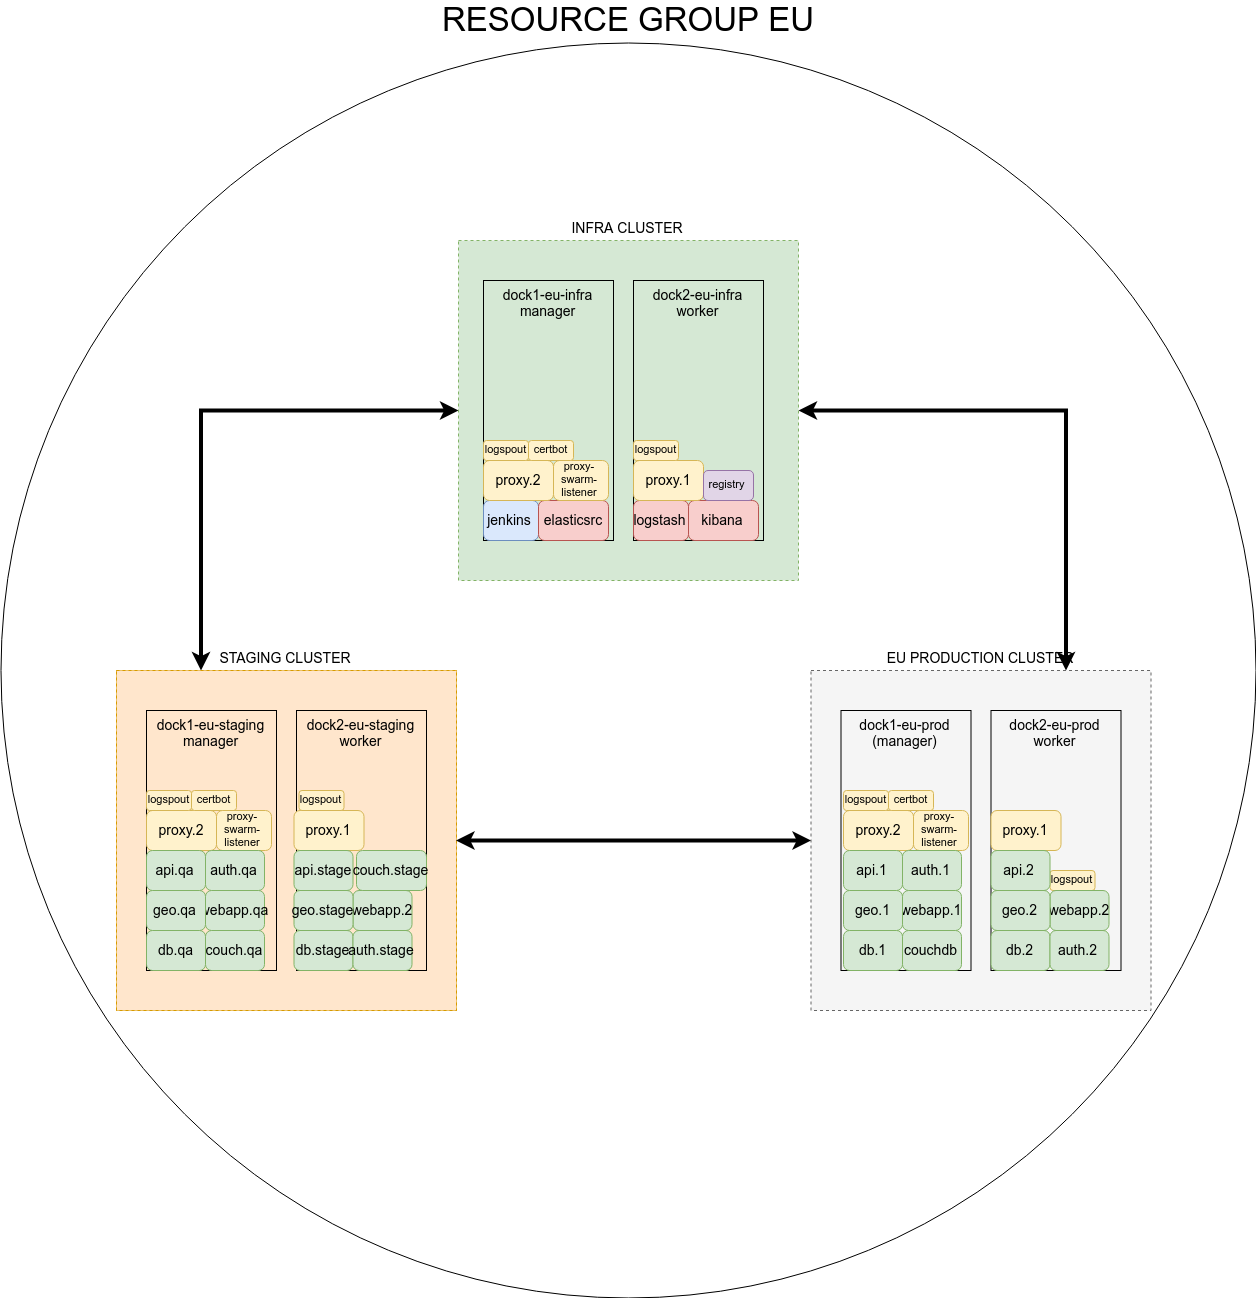 RESOURCE GROUP EU
INFRA CLUSTER
dock1-eu-infra
manager
logspout
certbot
proxy.2
proxy-
swarm-
listener
jenkins
elasticsrc
dock2-eu-infra
worker
logspout
proxy.1
registry
logstash
kibana
STAGING CLUSTER
dock1-eu-staging
manager
logspout
certbot
proxy.2
proxy-
swarm-
listener
api.qa
auth.qa
geo.qa
webapp.qa
db.qa
couch.qa
dock2-eu-staging
worker
logspout
proxy.1
api.stage
couch.stage
geo.stage
webapp.2
db.stage
auth.stage
EU PRODUCTION CLUSTER
dock1-eu-prod
(manager)
logspout
certbot
proxy.2
proxy-
swarm-
listener
api.1
auth.1
geo.1
webapp.1
db.1
couchdb
dock2-eu-prod
worker
proxy.1
api.2
logspout
geo.2
webapp.2
db.2
auth.2